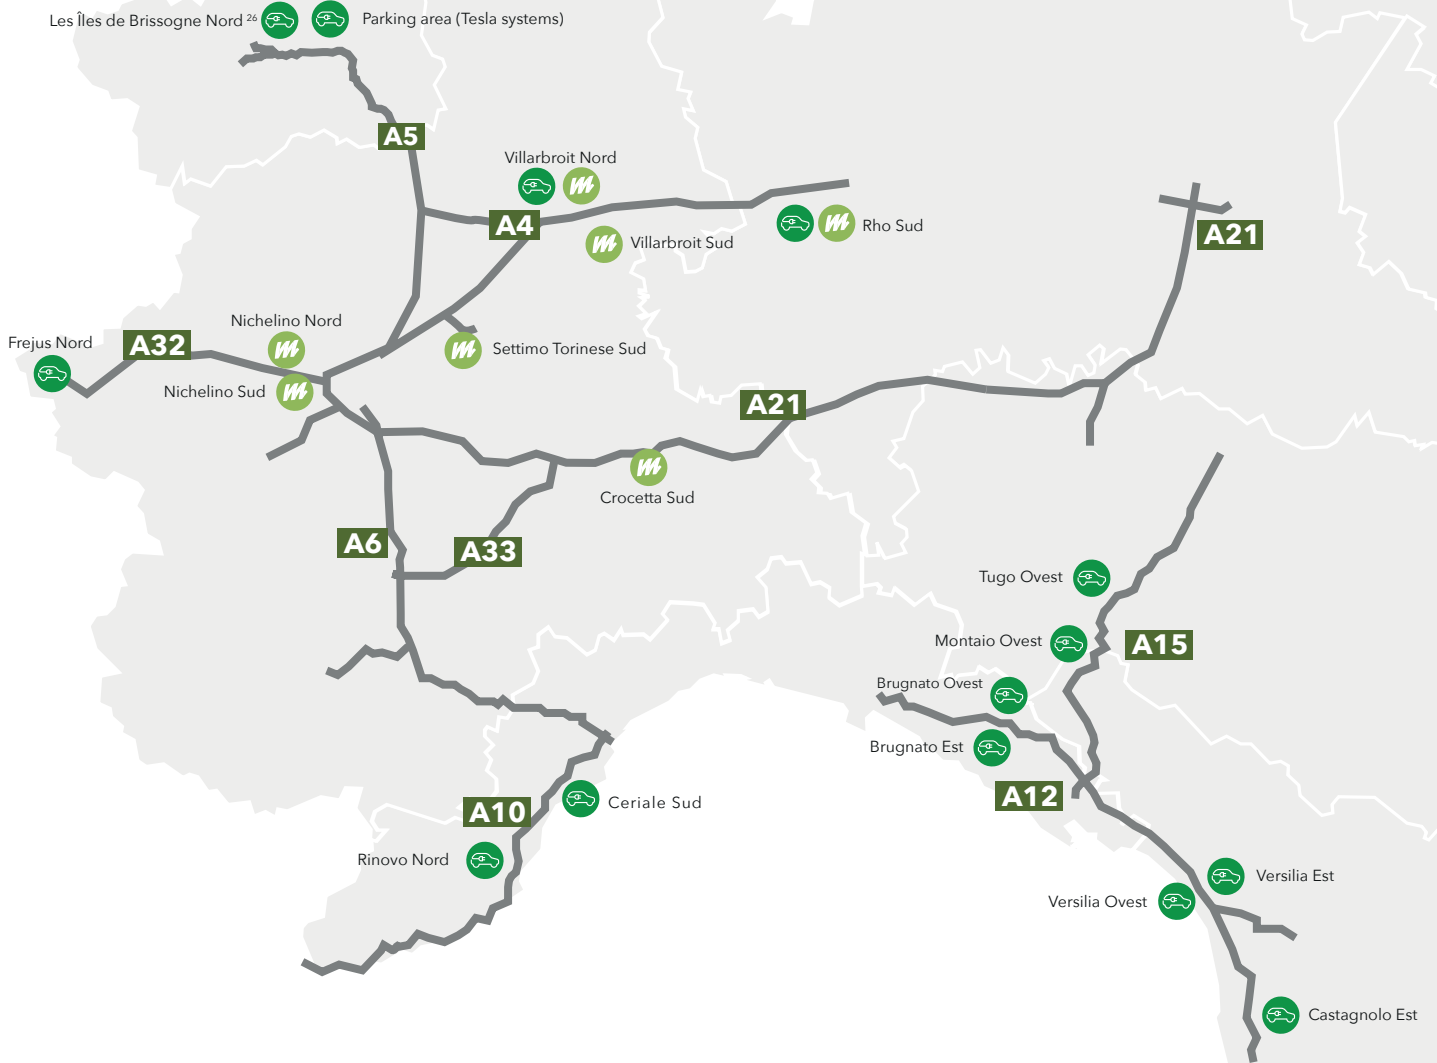 Les Îles de Brissogne Nord 26
Parking area (Tesla systems)
A5
Villarbroit Nord
A4
Villarbroit Sud
Rho Sud
A21
Nichelino Nord
Frejus Nord
A32
Settimo Torinese Sud
Nichelino Sud
A21
Crocetta Sud
A6
A33
Tugo Ovest
Montaio Ovest
A15
Brugnato Ovest
Brugnato Est
A12
Ceriale Sud
A10
Rinovo Nord
Versilia Est
Versilia Ovest
Castagnolo Est